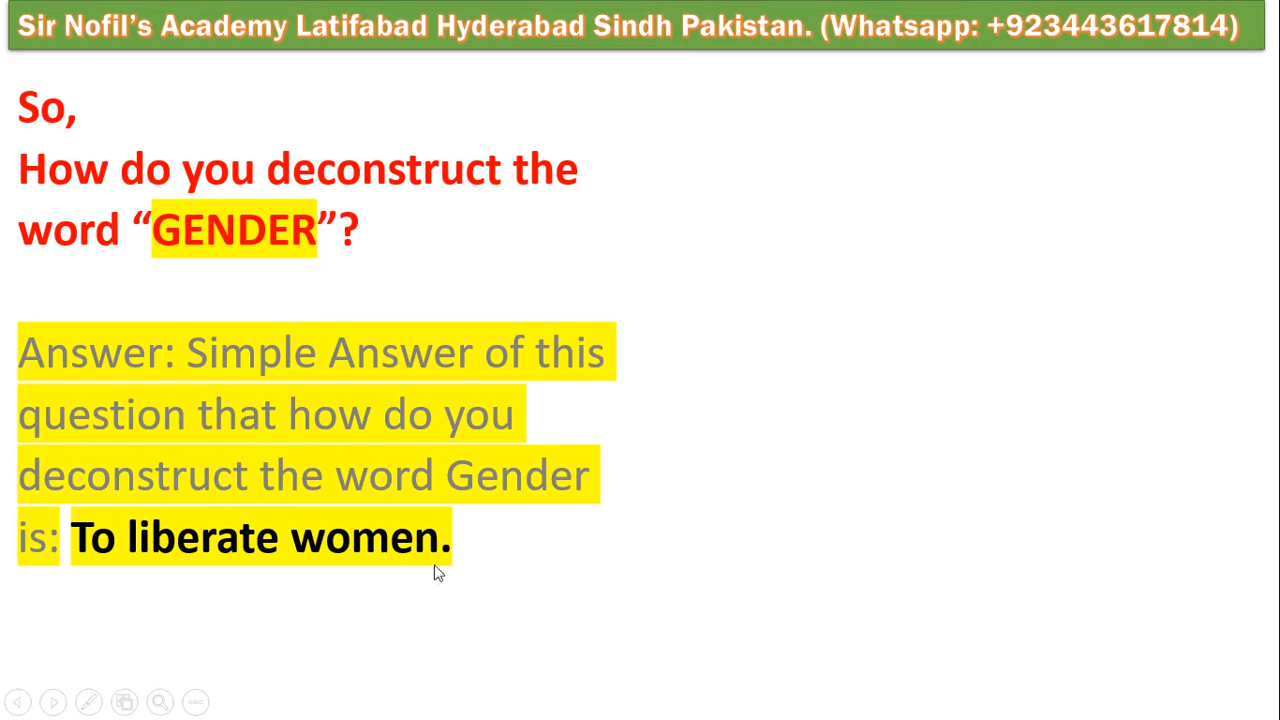 Sir Nofil’s Academy Latifabad Hyderabad Sindh Pakistan. (Whatsapp: +923443617814)
So,
How do you deconstruct the
word “GENDER”?
Answer: Simple Answer of this
question that how do you
deconstruct the word Gender
is: To liberate women.